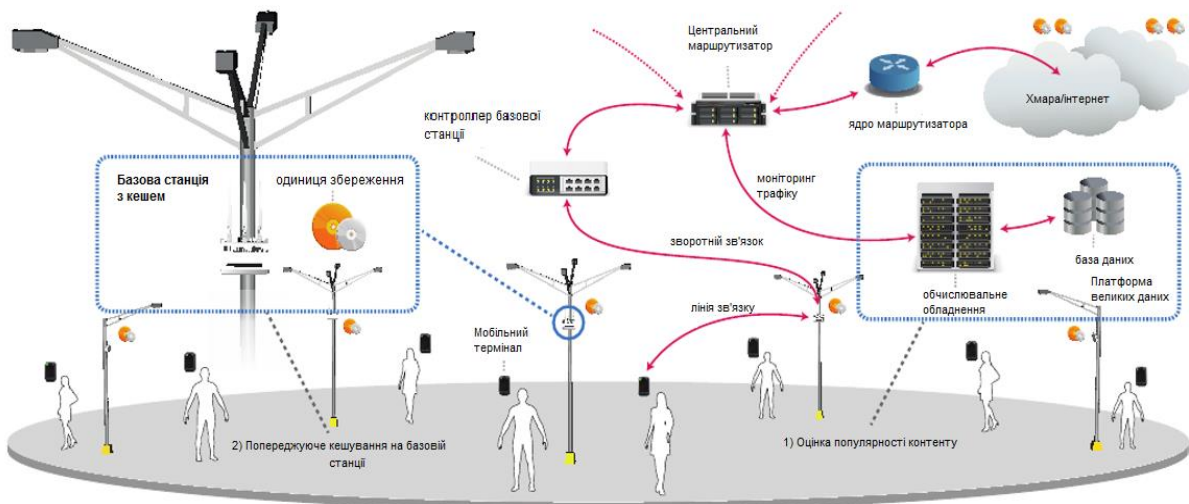 Центральний
маршрутизатор
Хмара/інтернет
ядро маршрутизатора
контроллер базової
станції
Базова станція
з кешем
одиниця збереження
моніторинг
трафіку
зворотній зв'язок
база даних
Платформа
великих даних
обчислювальне
обладнення
лінія зв'язку
Мобільний
термінал
2) Попереджуюче кешування на базовій
станції
1) Оцінка популярності контенту